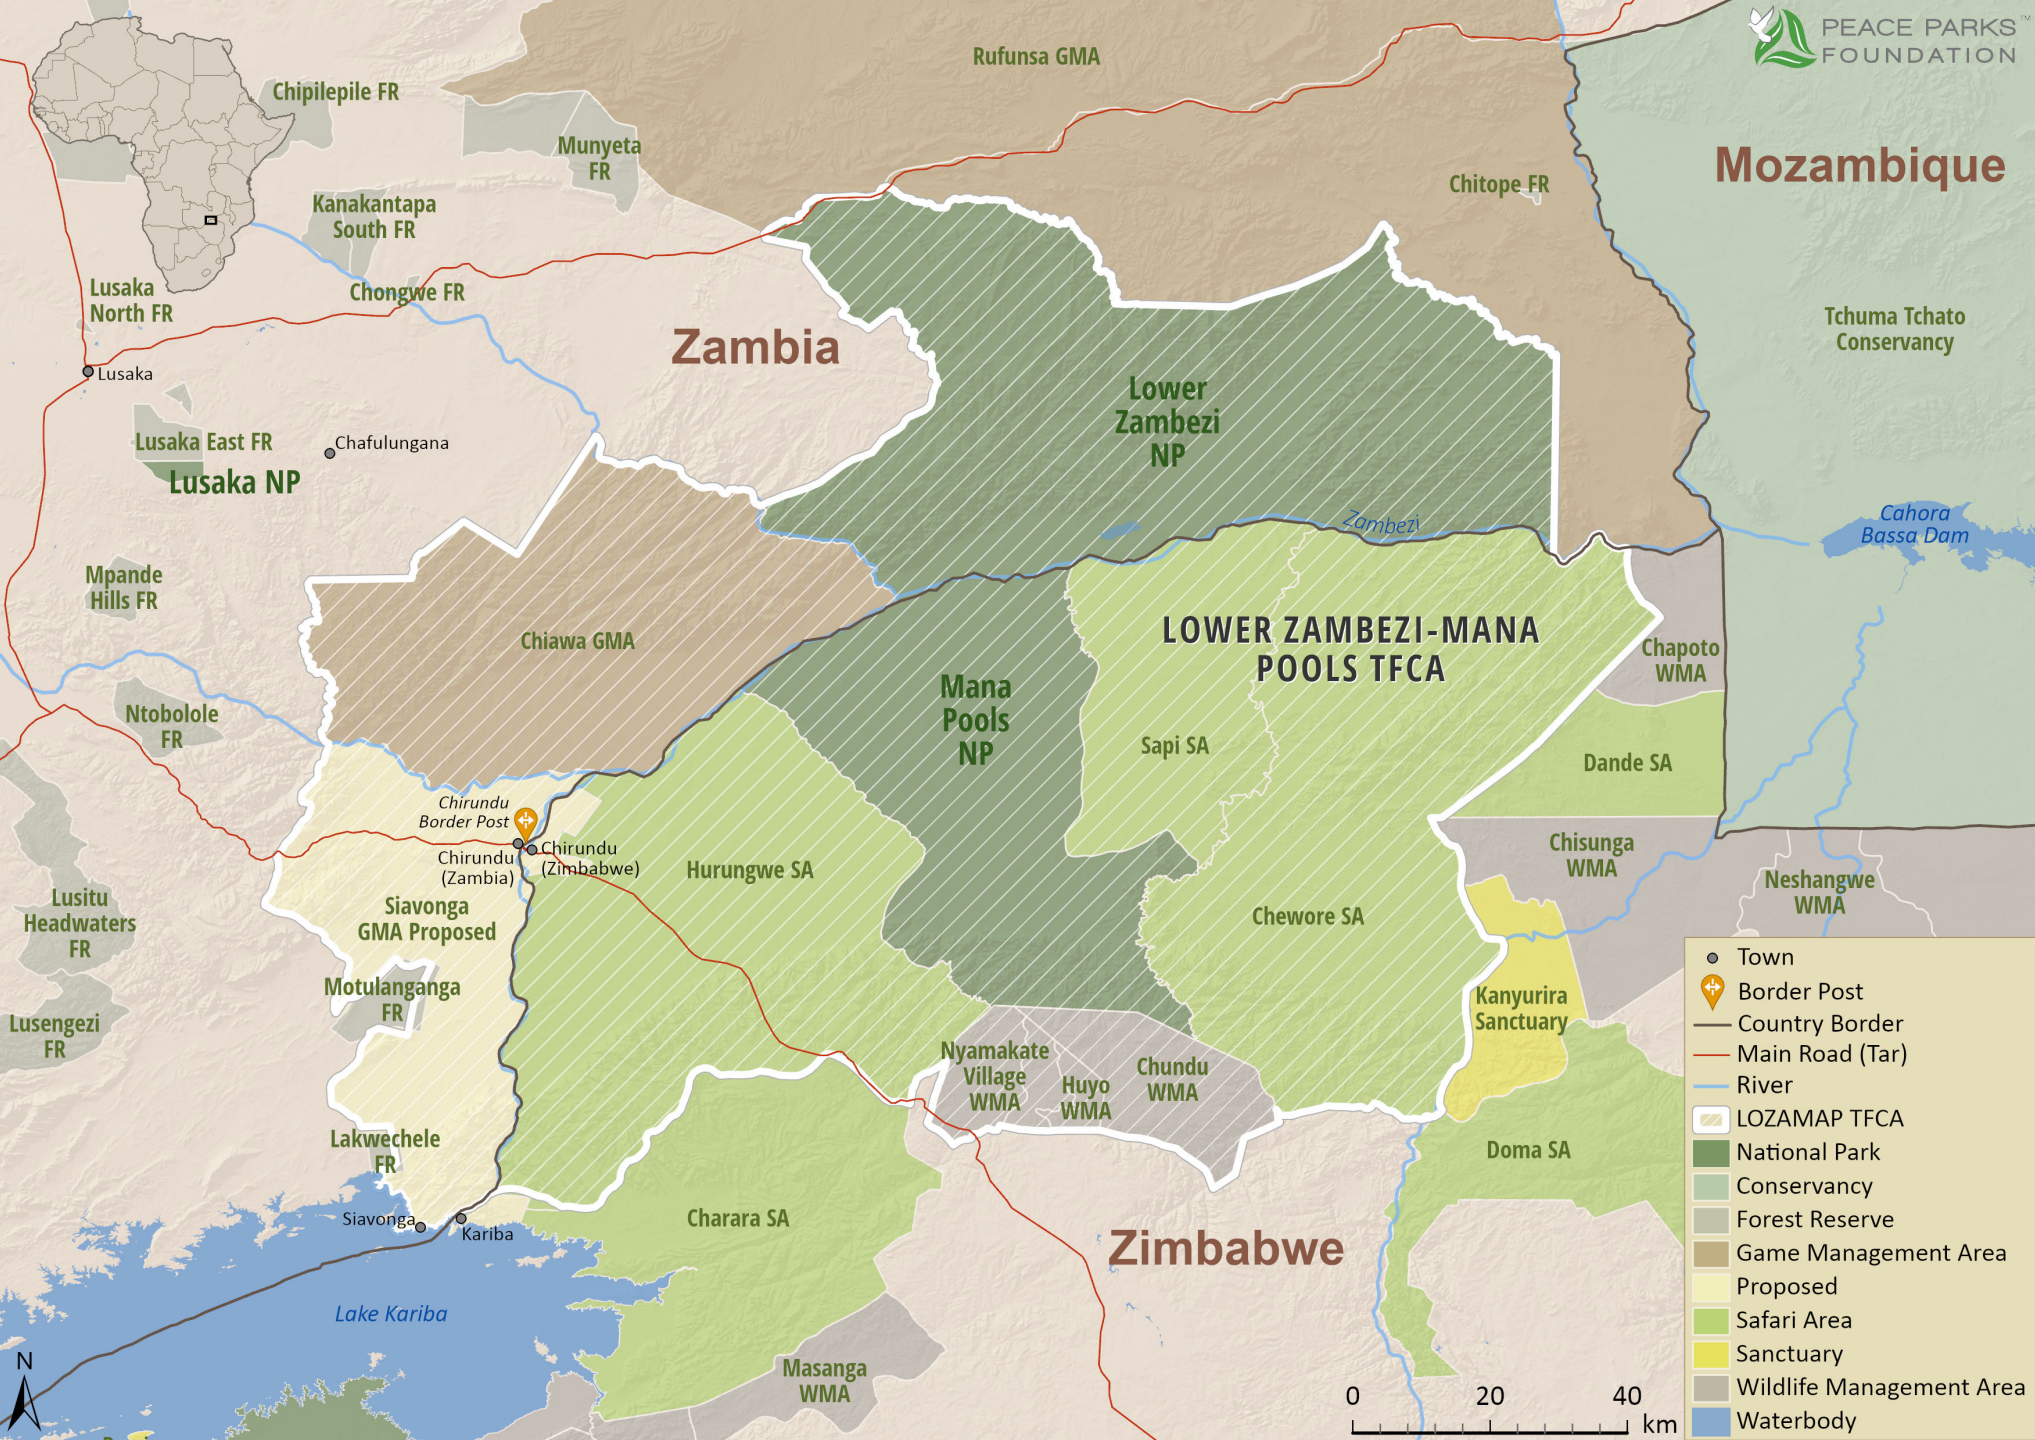 PEACE PARKS
FOUNDATION
™
Rufunsa GMA
Chipilepile FR
Munyeta
FR
Mozambique
Chitope FR
Kanakantapa
South FR
Lusaka
North FR
Chongwe FR
Tchuma Tchato
Conservancy
Zambia
Lusaka
Lower
Zambezi
NP
Lusaka East FR
Chafulungana
Lusaka NP
Zambezi
Cahora
Bassa Dam
Mpande
Hills FR
Chiawa GMA
LOWER ZAMBEZI-MANA
POOLS TFCA
Chapoto
WMA
Mana
Pools
NP
Ntobolole
FR
Sapi SA
Dande SA
Chirundu
Border Post
Chirundu
(Zambia)
Chirundu
(Zimbabwe)
Hurungwe SA
Chisunga
WMA
Neshangwe
WMA
Lusitu
Headwaters
FR
Siavonga
GMA Proposed
Chewore SA
Motulanganga
FR
Kanyurira
Sanctuary
Lusengezi
FR
Nyamakate
Village
WMA
Huyo
WMA
Chundu
WMA
Lakwechele
FR
Doma SA
Siavonga
Kariba
Charara SA
Zimbabwe
Lake Kariba
Masanga
WMA
N
0 20 40
km
Town
Border Post
Country Border
Main Road (Tar)
River
LOZAMAP TFCA
National Park
Conservancy
Forest Reserve
Game Management Area
Proposed
Safari Area
Sanctuary
Wildlife Management Area
Waterbody